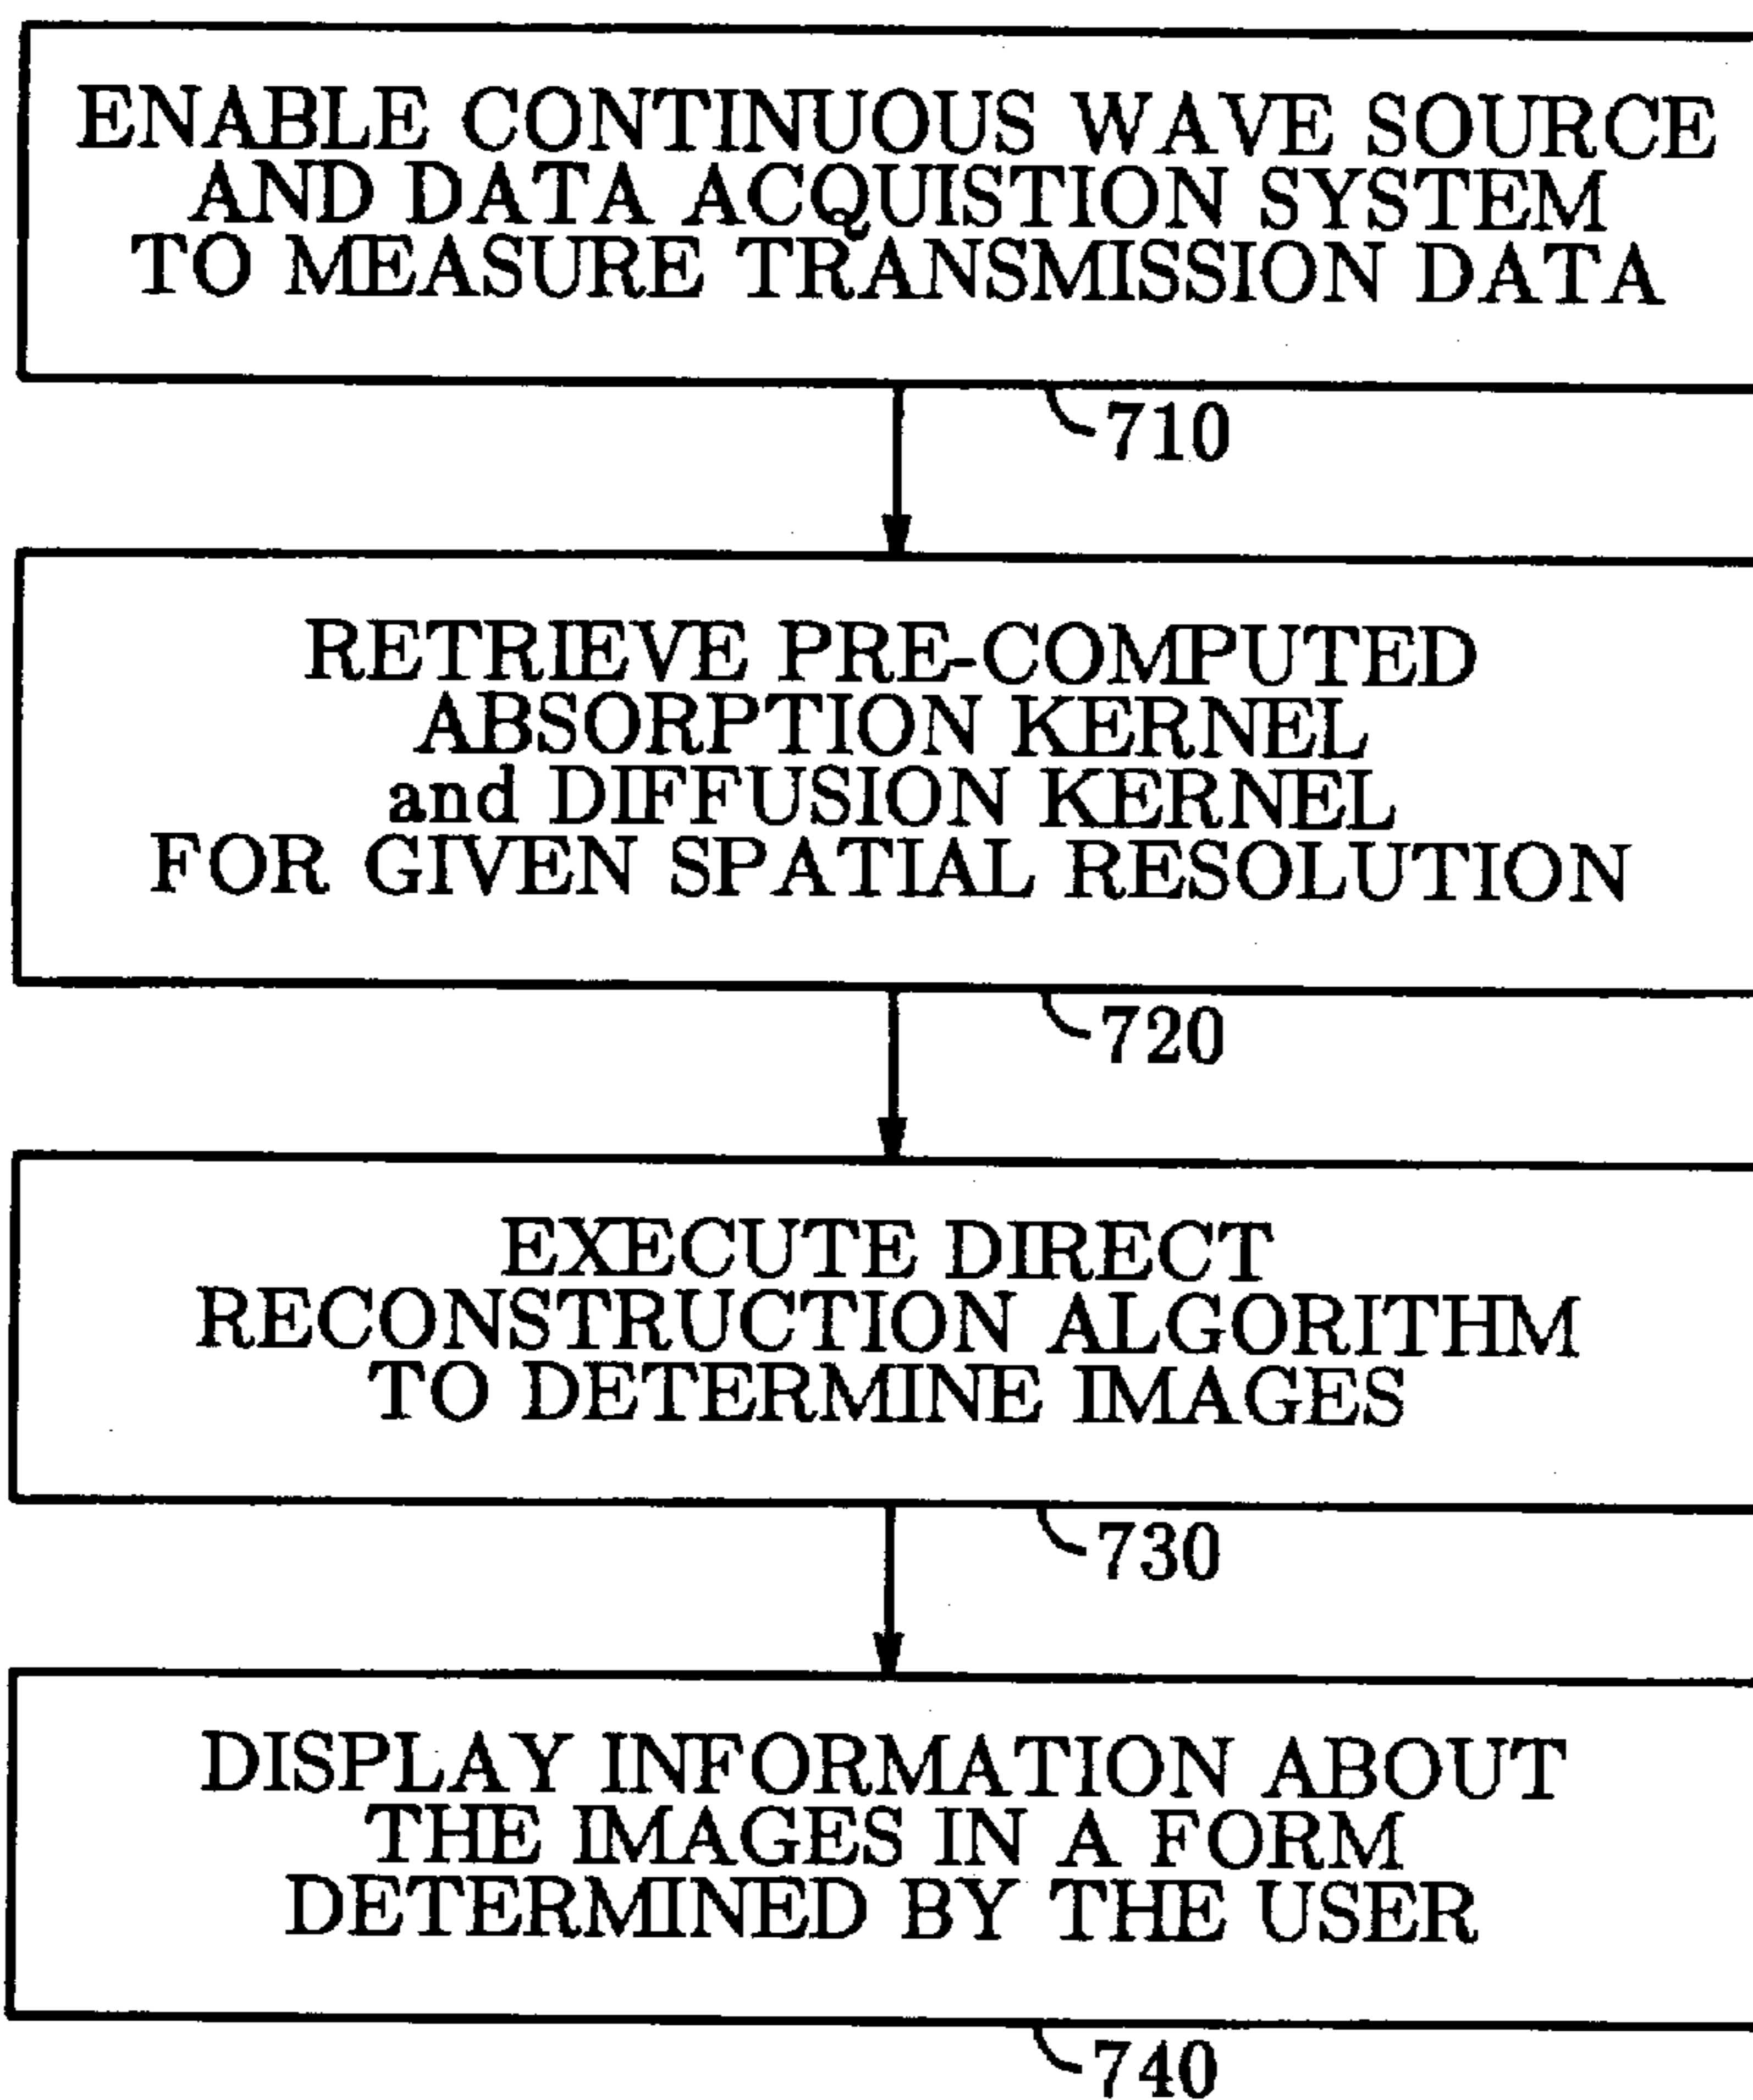 ENABLE CONTINUOUS WAVE SOURCE
AND DATA ACQUISTION SYSTEM
TO MEASURE TRANSMISSION DATA
710
RETRIEVE PRE-COMPUTED
ABSORPTION KERNEL
and DIFFUSION KERNEL
FOR GIVEN SPATIAL RESOLUTION
720
EXECUTE DIRECT
RECONSTRUCTION ALGORITHM
TO DETERMINE IMAGES
730
DISPLAY INFORMATION ABOUT
THE IMAGES IN A FORM
DETERMINED BY THE USER
740